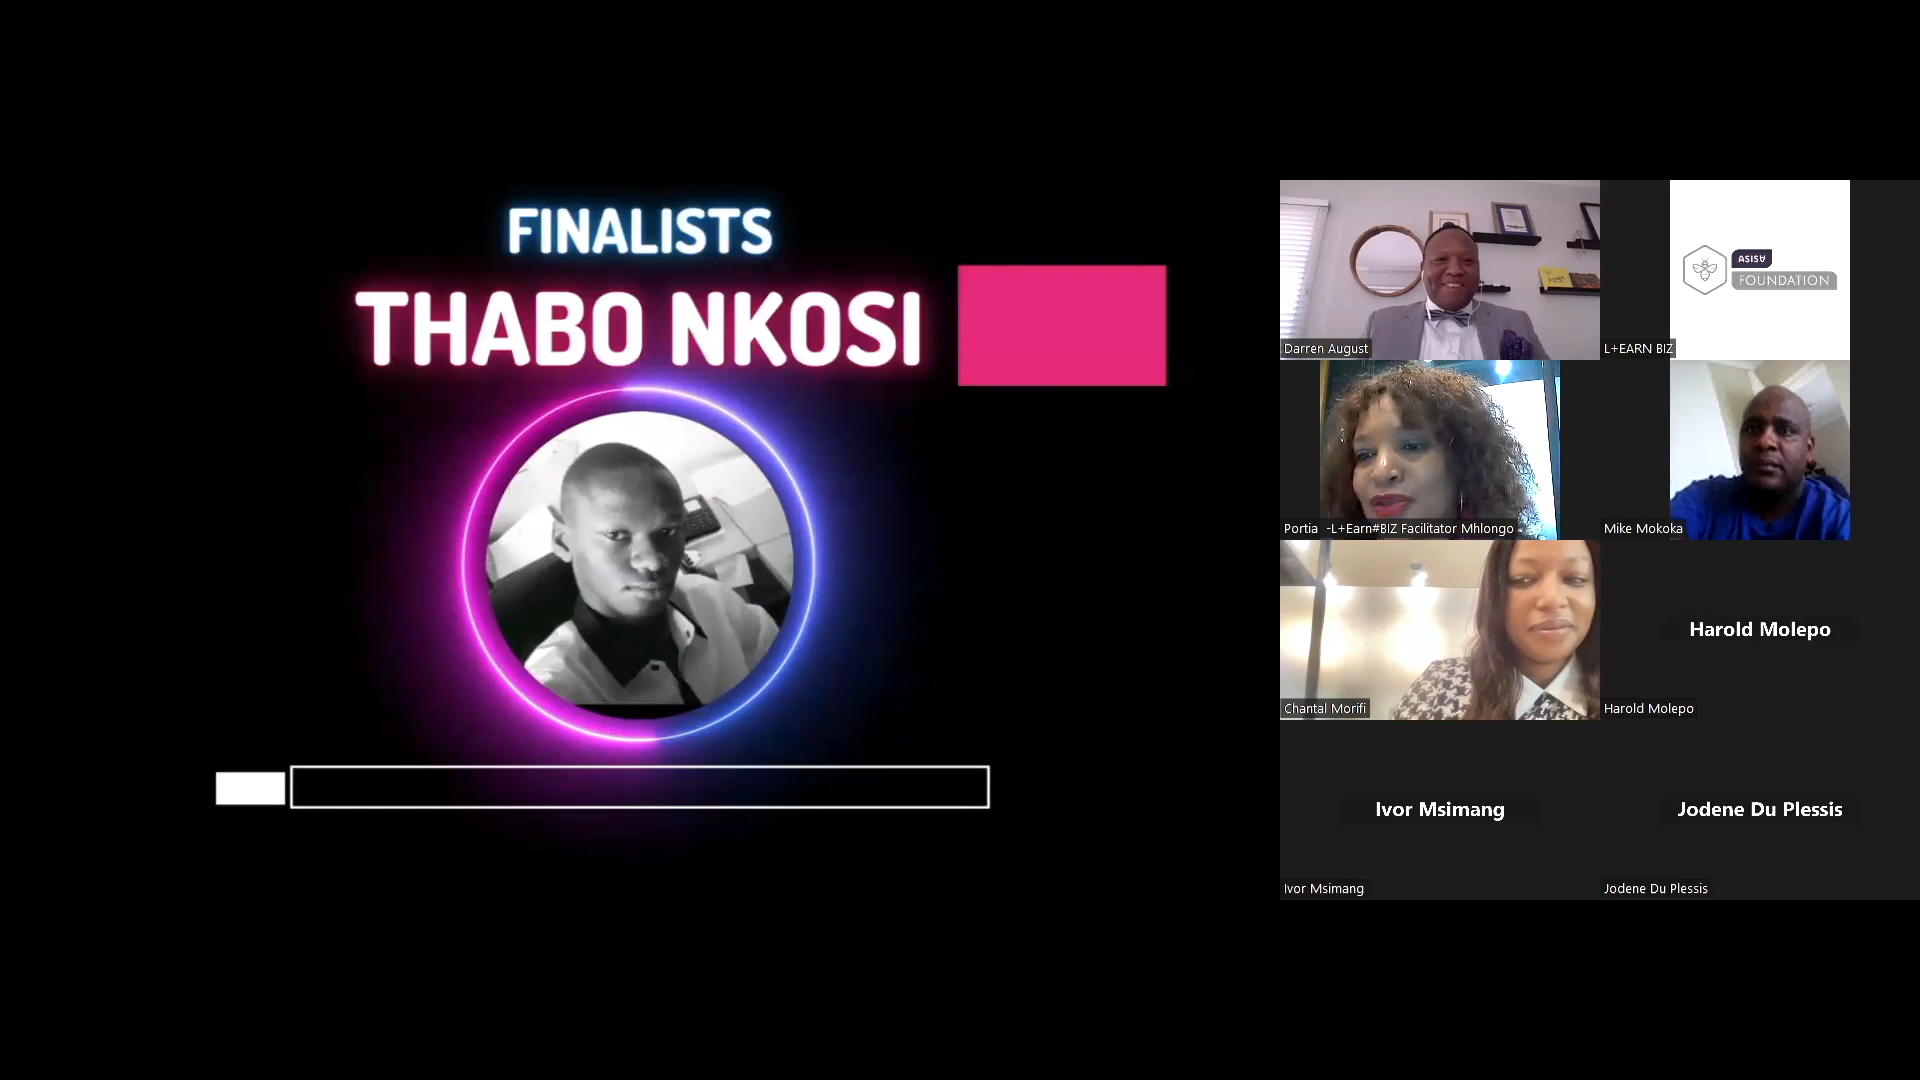 FINALISTS
THABO NKOSI
Darren August
ASISA
FOUNDATION
L+EARN BIZ
Portia -L+Earn#BIZ Facilitator Mhlongo
Mike Mokoka
Chantal Morifi
Harold Molepo
Harold Molepo
Ivor Msimang
Ivor Msimang
Jodene Du Plessis
Jodene Du Plessis